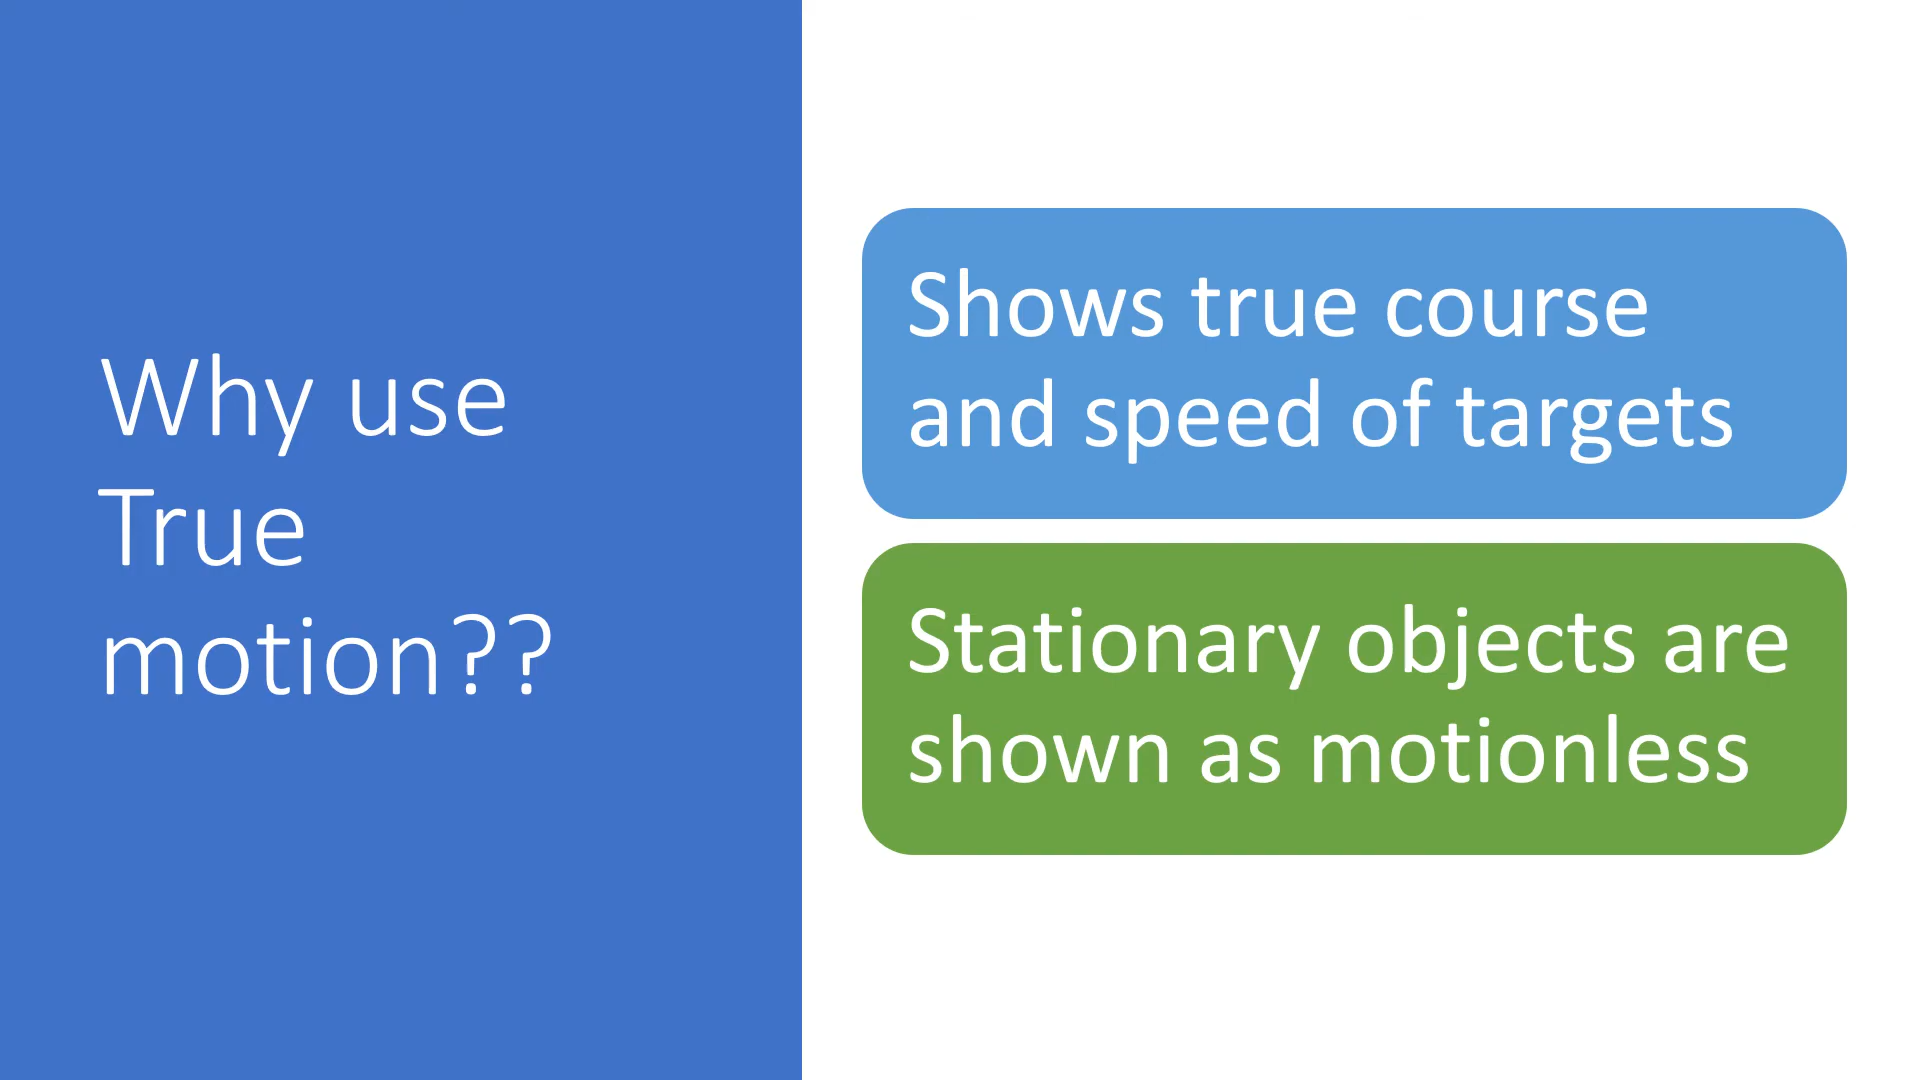 Why use
True
motion??
Shows true course
and speed of targets
Stationary objects are
shown as motionless